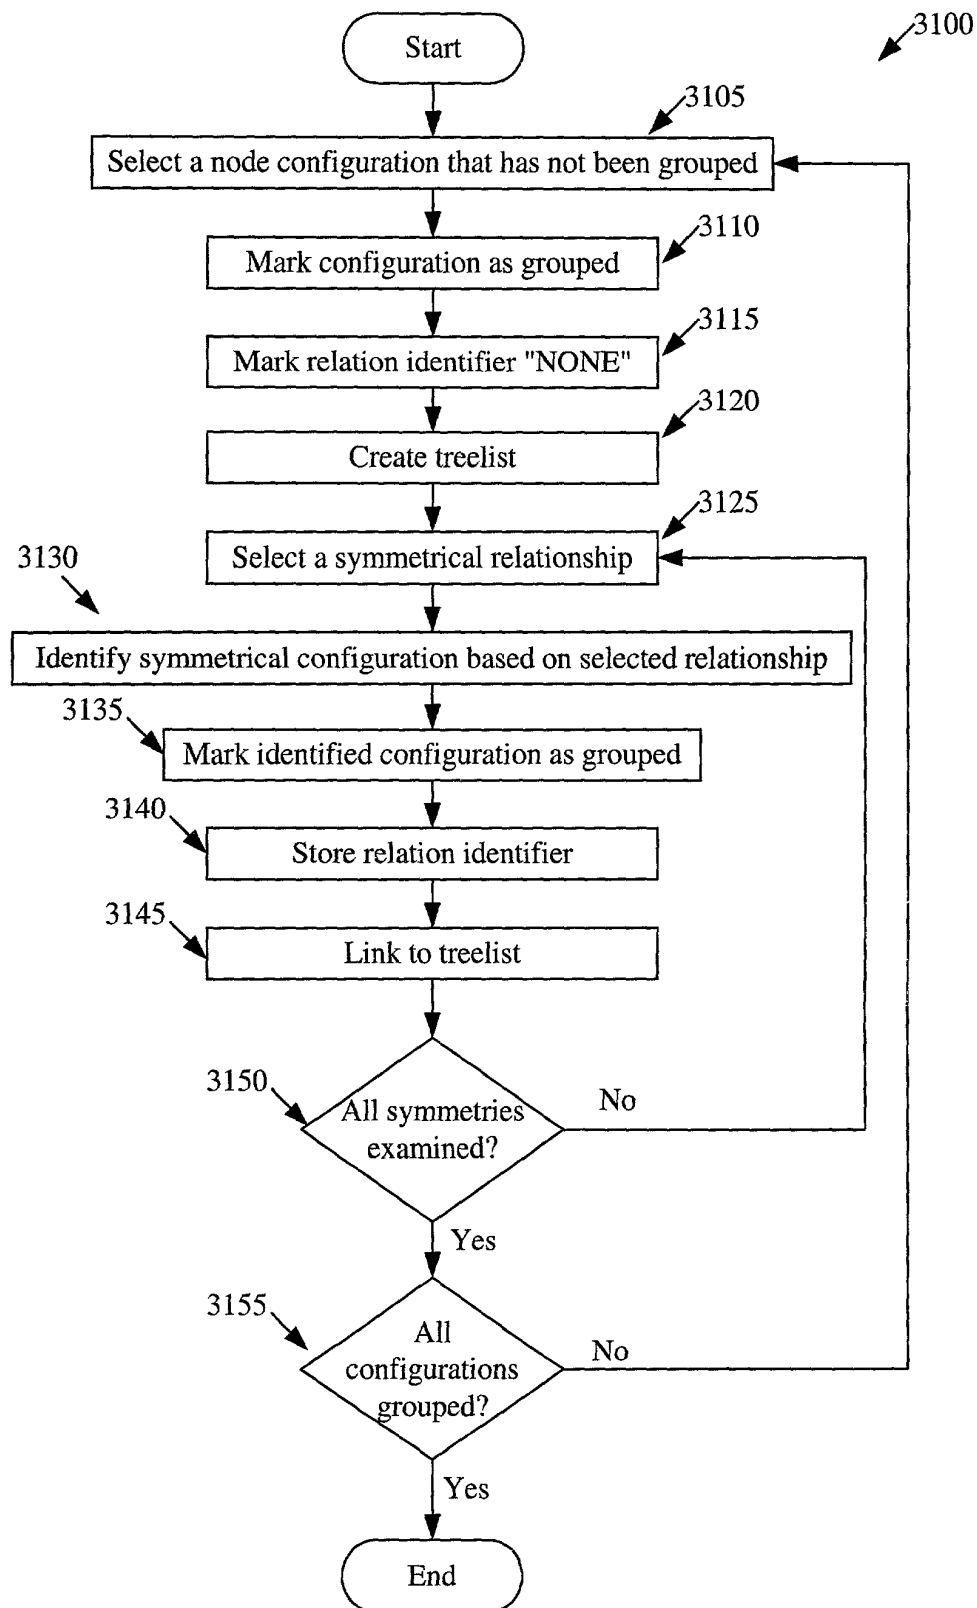 3100
Start
3105
Select a node configuration that has not been grouped
3110
Mark configuration as grouped
3115
Mark relation identifier "NONE"
3120
Create treelist
3125
Select a symmetrical relationship
3130
Identify symmetrical configuration based on selected relationship
3135
Mark identified configuration as grouped
3140
Store relation identifier
3145
Link to treelist
3150
All symmetries
examined?
No
Yes
3155
All
configurations
grouped?
No
Yes
End